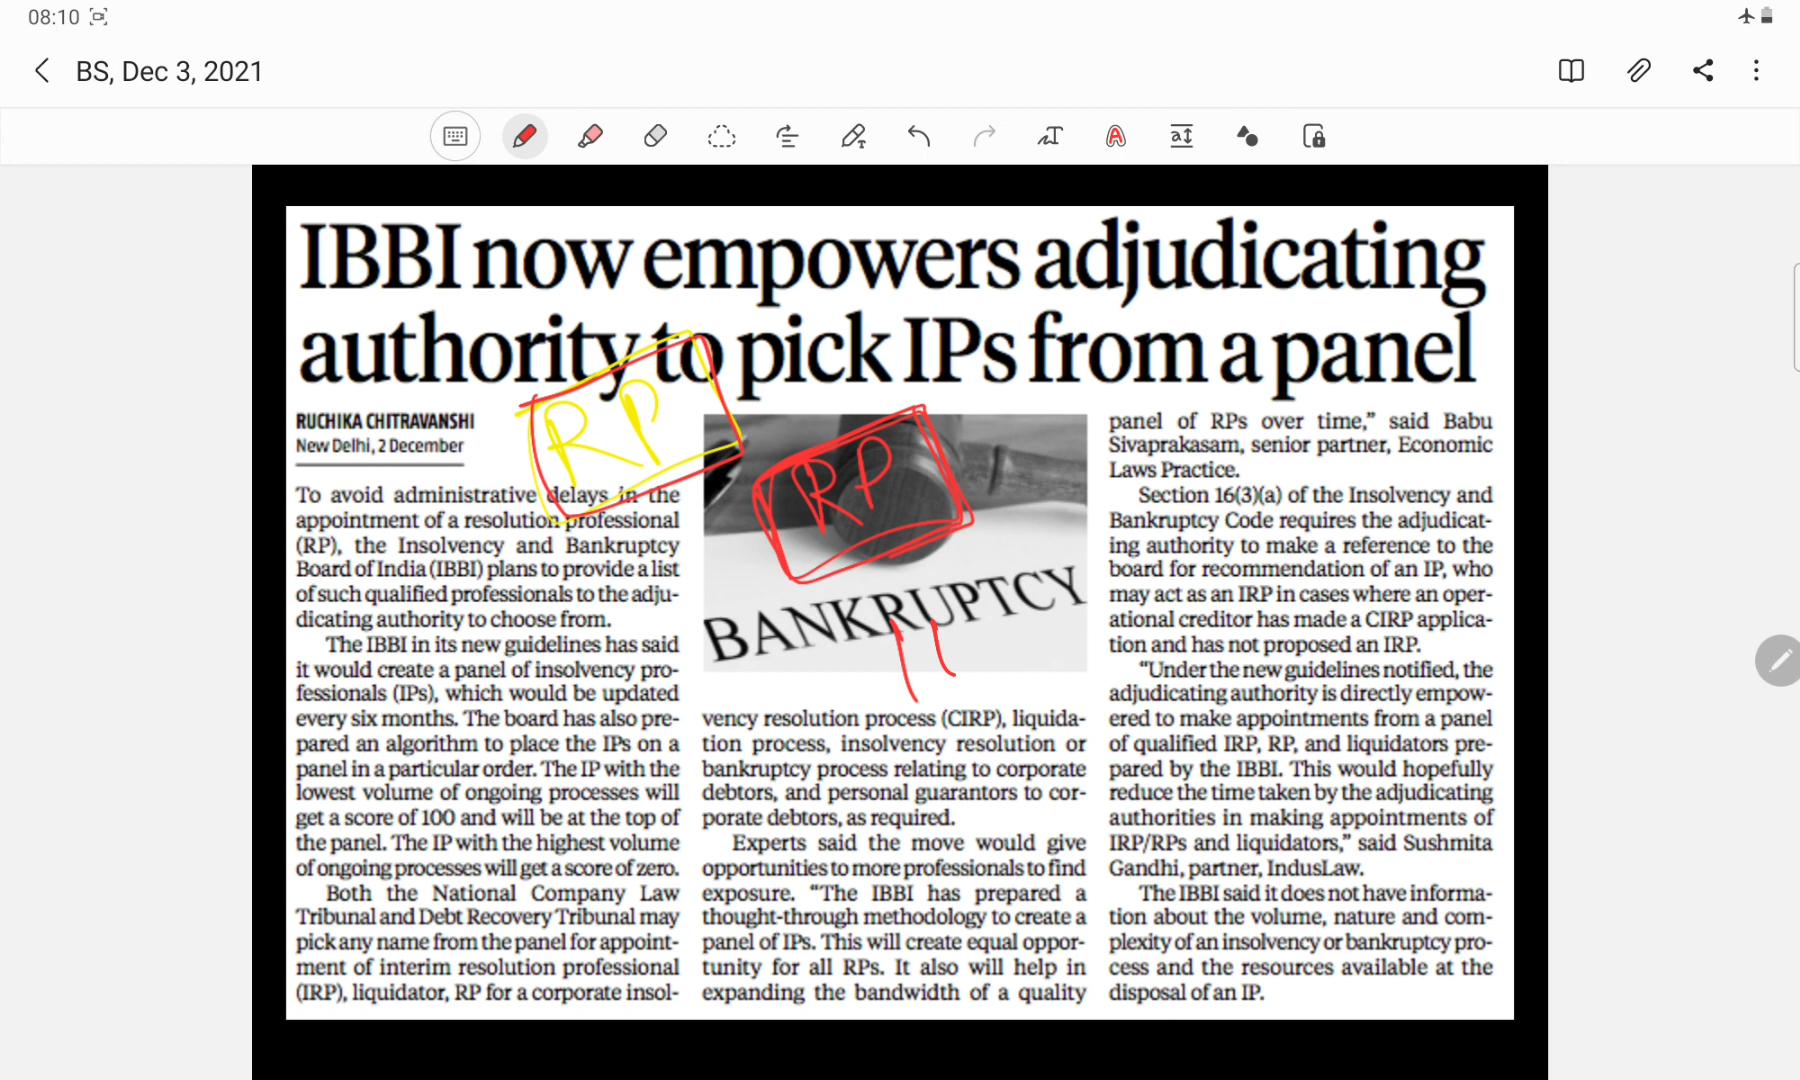 08:10
BS, Dec 3, 2021
IBBI now empowers adjudicating
authority to pick IPs from a panel
RUCHIKA CHITRAVANSHI
New Delhi, 2 December
RP
To avoid administrative delays in the
appointment of a resolution professional
(RP), the Insolvency and Bankruptcy
Board of India (IBBI) plans to provide a list
of such qualified professionals to the adju-
dicating authority to choose from.
The IBBI in its new guidelines has said
it would create a panel of insolvency pro-
fessionals (IPs), which would be updated
every six months. The board has also pre-
pared an algorithm to place the IPs on a
panel in a particular order. The IP with the
lowest volume of ongoing processes will
get a score of 100 and will be at the top of
the panel. The IP with the highest volume
of ongoing processes will get a score of zero.
Both the National Company Law
Tribunal and Debt Recovery Tribunal may
pick any name from the panel for appoint-
ment of interim resolution professional
(IRP), liquidator, RP for a corporate insol-
RP
BANKRUPTCY
vency resolution process (CIRP), liquida-
tion process, insolvency resolution or
bankruptcy process relating to corporate
debtors, and personal guarantors to cor-
porate debtors, as required.
Experts said the move would give
opportunities to more professionals to find
exposure. “The IBBI has prepared a
thought-through methodology to create a
panel of IPs. This will create equal oppor-
tunity for all RPs. It also will help in
expanding the bandwidth of a quality
panel of RPs over time,” said Babu
Sivaprakasam, senior partner, Economic
Laws Practice.
Section 16(3)(a) of the Insolvency and
Bankruptcy Code requires the adjudicat-
ing authority to make a reference to the
board for recommendation of an IP, who
may act as an IRP in cases where an oper-
ational creditor has made a CIRP applica-
tion and has not proposed an IRP.
“Under the new guidelines notified, the
adjudicating authority is directly empow-
ered to make appointments from a panel
of qualified IRP, RP, and liquidators pre-
pared by the IBBI. This would hopefully
reduce the time taken by the adjudicating
authorities in making appointments of
IRP/RPs and liquidators,” said Sushmita
Gandhi, partner, IndusLaw.
The IBBI said it does not have informa-
tion about the volume, nature and com-
plexity of an insolvency or bankruptcy pro-
cess and the resources available at the
disposal of an IP.